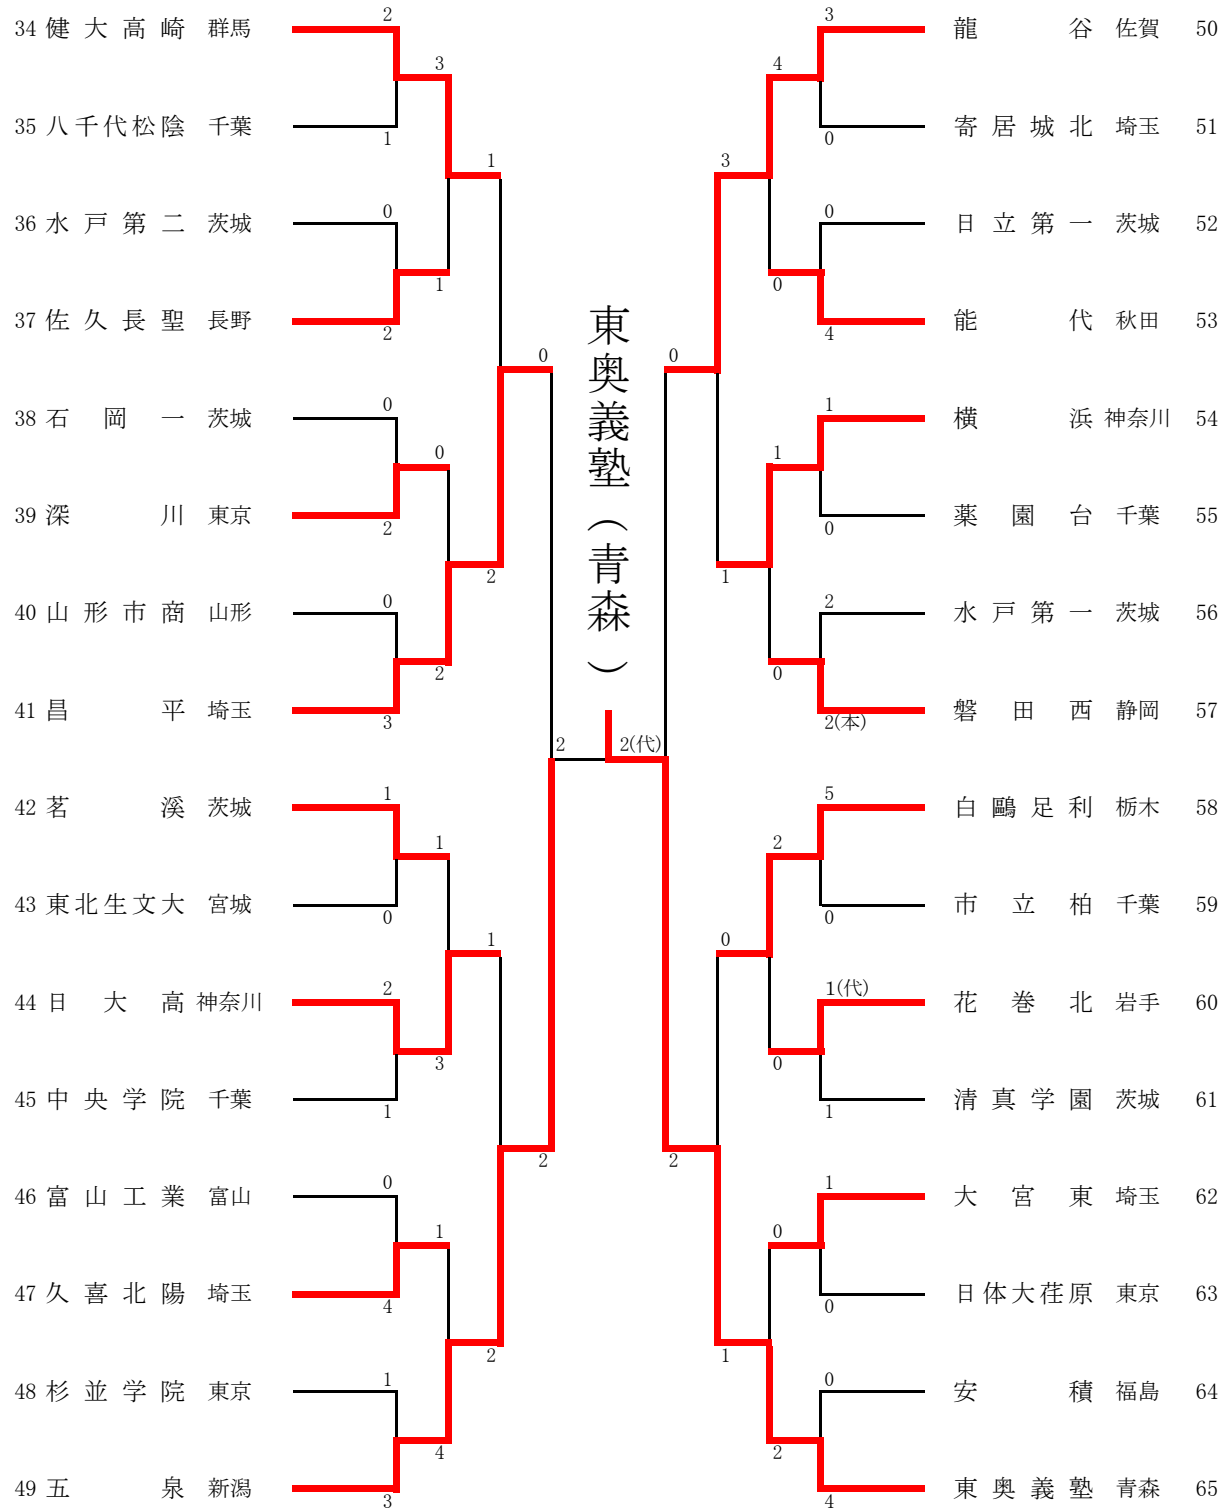 34 健大高崎 群馬
2
3
35 八千代松陰 千葉
1
1
36 水戸第二 茨城
0
1
37 佐久長聖 長野
2
0
38 石岡一 茨城
0
0
39 深川 東京
2
2
40 山形市商 山形
0
2
41 昌平 埼玉
3
2
42 茗溪 茨城
1
1
43 東北生文大 宮城
0
1
44 日大高 神奈川
2
3
45 中央学院 千葉
1
2
46 富山工業 富山
0
1
47 久喜北陽 埼玉
4
2
48 杉並学院 東京
1
4
49 五泉 新潟
3
東奥義塾（青森）
2(代)
龍谷 佐賀 50
3
4
寄居城北 埼玉 51
0
3
日立第一 茨城 52
0
0
能代 秋田 53
4
0
横浜 神奈川 54
1
1
薬園台 千葉 55
0
1
水戸第一 茨城 56
2
0
磐田西 静岡 57
2(本)
白鷗足利 栃木 58
5
2
市立柏 千葉 59
0
0
花巻北 岩手 60
1(代)
0
清真学園 茨城 61
1
2
大宮東 埼玉 62
1
0
日体大荏原 東京 63
0
1
安積 福島 64
0
2
東奥義塾 青森 65
4